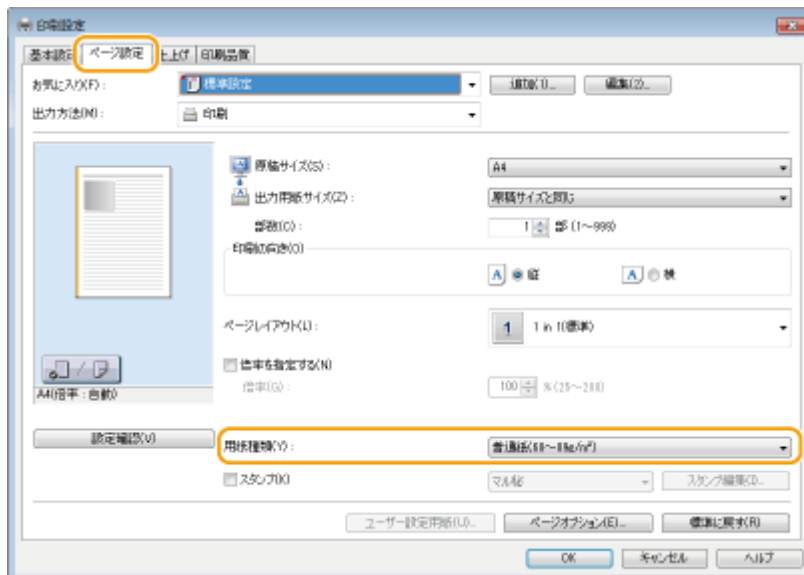 印刷設定
基本設定 ページ設定 仕上げ 印刷品質
お気に入り(F): 標準設定 追加(1)... 編集(2)...
出力方法(M): 印刷
原稿サイズ(S): A4
出力用紙サイズ(Z): 原稿サイズと同じ
部数(C): 1 部 (1~999)
印刷の向き(O)
A 縦 A 横
ページレイアウト(L): 1 1 in 1(標準)
倍率を指定する(N)
倍率(G): 100 % (25~200)
A4(倍率:自動)
設定確認(V)
用紙種類(Y): 普通紙
スタンプ(K) マル秘 スタンプ編集(I)...
ユーザー設定用紙(U)... ページオプション(E)... 標準に戻す(R)
OK キャンセル ヘルプ